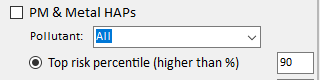 PM & Metal HAPs
Pollutant: All
Top risk percentile (higher than %) 90